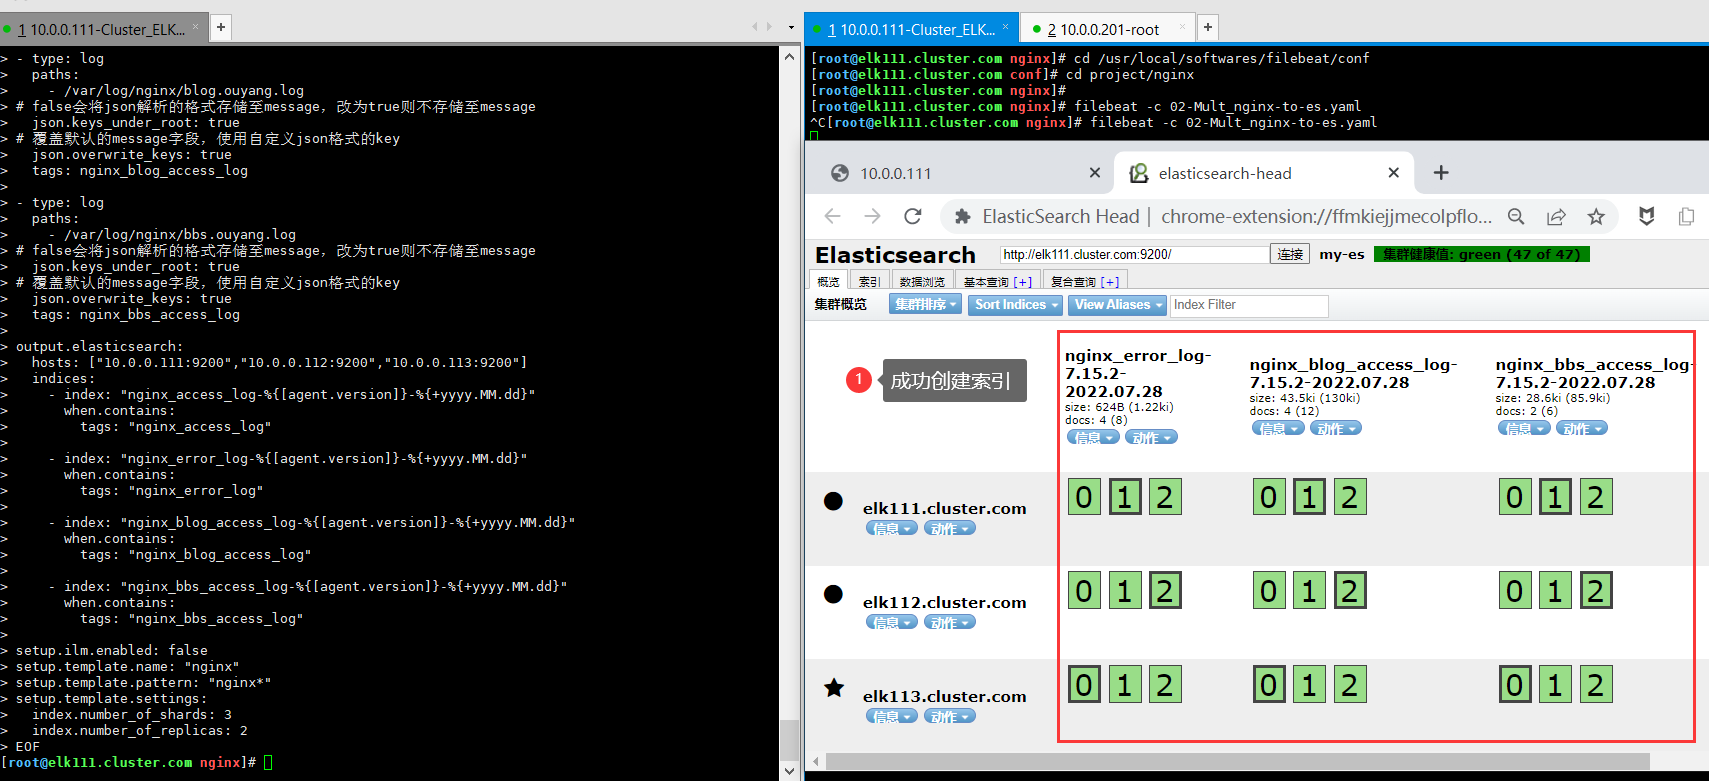 1 10.0.0.111-Cluster_ELK... × +
> - type: log
>   paths:
>     - /var/log/nginx/blog.ouyang.log
> # false会将json解析的格式存储至message，改为true则不存储至message
>   json.keys_under_root: true
> # 覆盖默认的message字段，使用自定义json格式的key
>   json.overwrite_keys: true
>   tags: nginx_blog_access_log
>
> - type: log
>   paths:
>     - /var/log/nginx/bbs.ouyang.log
> # false会将json解析的格式存储至message，改为true则不存储至message
>   json.keys_under_root: true
> # 覆盖默认的message字段，使用自定义json格式的key
>   json.overwrite_keys: true
>   tags: nginx_bbs_access_log
>
> output.elasticsearch:
>   hosts: ["10.0.0.111:9200","10.0.0.112:9200","10.0.0.113:9200"]
>   indices:
>     - index: "nginx_access_log-%{[agent.version]}-%{+yyyy.MM.dd}"
>       when.contains:
>         tags: "nginx_access_log"
>
>     - index: "nginx_error_log-%{[agent.version]}-%{+yyyy.MM.dd}"
>       when.contains:
>         tags: "nginx_error_log"
>
>     - index: "nginx_blog_access_log-%{[agent.version]}-%{+yyyy.MM.dd}"
>       when.contains:
>         tags: "nginx_blog_access_log"
>
>     - index: "nginx_bbs_access_log-%{[agent.version]}-%{+yyyy.MM.dd}"
>       when.contains:
>         tags: "nginx_bbs_access_log"
>
> setup.ilm.enabled: false
> setup.template.name: "nginx"
> setup.template.pattern: "nginx*"
> setup.template.settings:
>   index.number_of_shards: 3
>   index.number_of_replicas: 2
> EOF
[root@elk111.cluster.com nginx]#
1 10.0.0.111-Cluster_ELK... × 2 10.0.0.201-root × +
[root@elk111.cluster.com nginx]# cd /usr/local/softwares/filebeat/conf
[root@elk111.cluster.com conf]# cd project/nginx
[root@elk111.cluster.com nginx]#
[root@elk111.cluster.com nginx]# filebeat -c 02-Mult_nginx-to-es.yaml
^C[root@elk111.cluster.com nginx]# filebeat -c 02-Mult_nginx-to-es.yaml
10.0.0.111 elasticsearch-head
ElasticSearch Head | chrome-extension://ffmkiejjmecolpflo...
Elasticsearch http://elk111.cluster.com:9200/ 连接 my-es 集群健康值: green (47 of 47)
概览 索引 数据浏览 基本查询 [+] 复合查询 [+]
集群概览 集群排序 Sort Indices View Aliases Index Filter
1 成功创建索引
nginx_error_log-
7.15.2-
2022.07.28
size: 624B (1.22ki)
docs: 4 (8)
信息 动作
nginx_blog_access_log-
7.15.2-2022.07.28
size: 43.5ki (130ki)
docs: 4 (12)
信息 动作
nginx_bbs_access_log-
7.15.2-2022.07.28
size: 28.6ki (85.9ki)
docs: 2 (6)
信息 动作
elk111.cluster.com
信息 动作
0 1 2 0 1 2 0 1 2
elk112.cluster.com
信息 动作
0 1 2 0 1 2 0 1 2
elk113.cluster.com
信息 动作
0 1 2 0 1 2 0 1 2